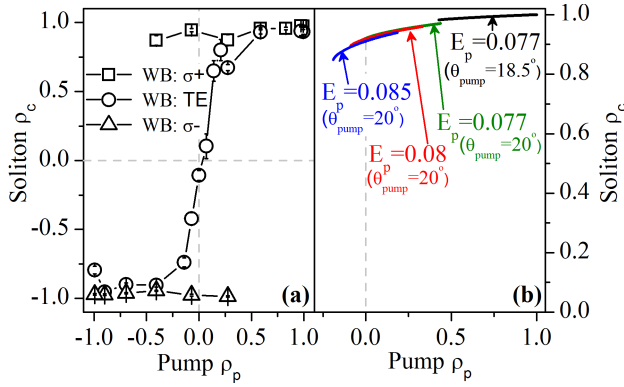 Soliton ρc
1.0
0.5
0.0
-0.5
-1.0
WB: σ+
WB: TE
WB: σ-
(a)
-1.0 -0.5 0.0 0.5 1.0
Pump ρp
Ep=0.077
(θpump=18.5°)
Ep=0.085
(θpump=20°)
Ep=0.08
(θpump=20°)
Ep=0.077
(θpump=20°)
(b)
0.0 0.5 1.0
Pump ρp
1.0
0.8
0.6
0.4
0.2
0.0
Soliton ρc